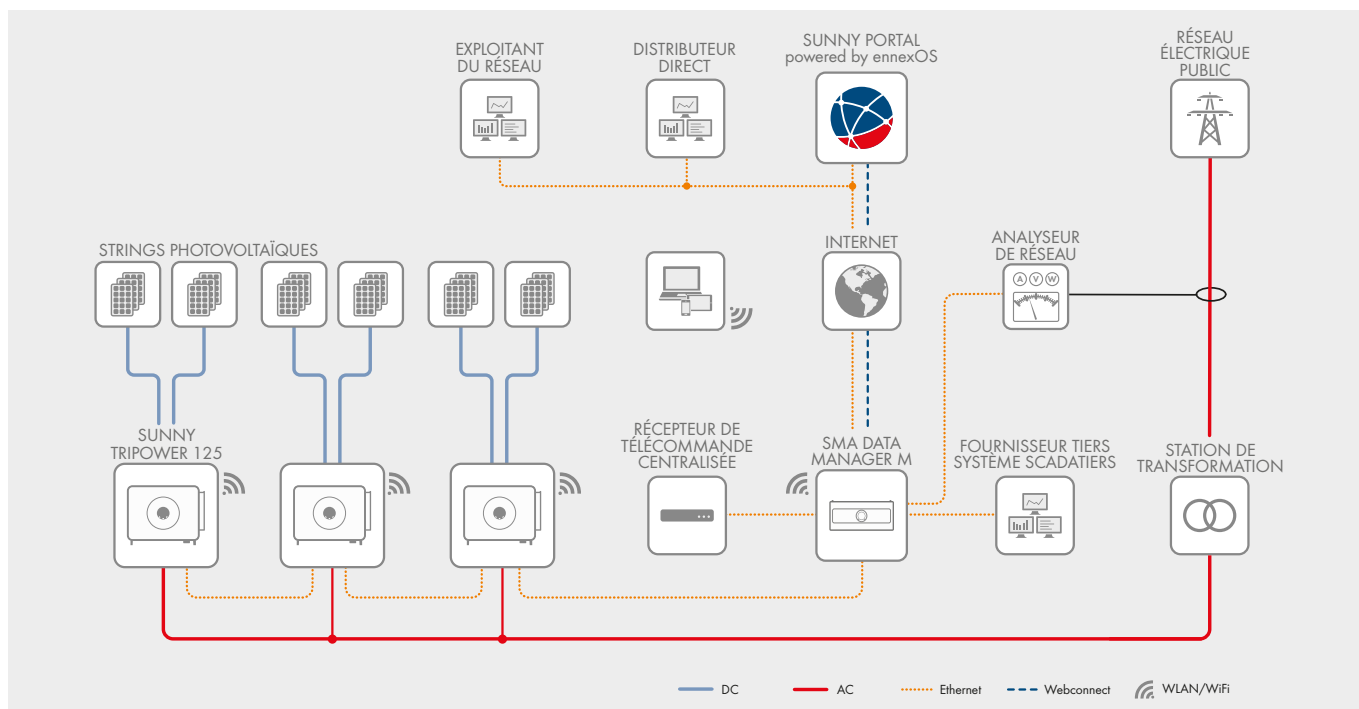 EXPLOITANT
DU RÉSEAU
DISTRIBUTEUR
DIRECT
SUNNY PORTAL
powered by ennexOS
RÉSEAU
ÉLECTRIQUE
PUBLIC
STRINGS PHOTOVOLTAÏQUES
INTERNET
ANALYSEUR
DE RÉSEAU
A V W
SUNNY
TRIPOWER 125
RÉCEPTEUR DE
TÉLÉCOMMANDE
CENTRALISÉE
SMA DATA
MANAGER M
FOURNISSEUR TIERS
SYSTÈME SCADATIERS
STATION DE
TRANSFORMATION
DC
AC
Ethernet
Webconnect
WLAN/WiFi